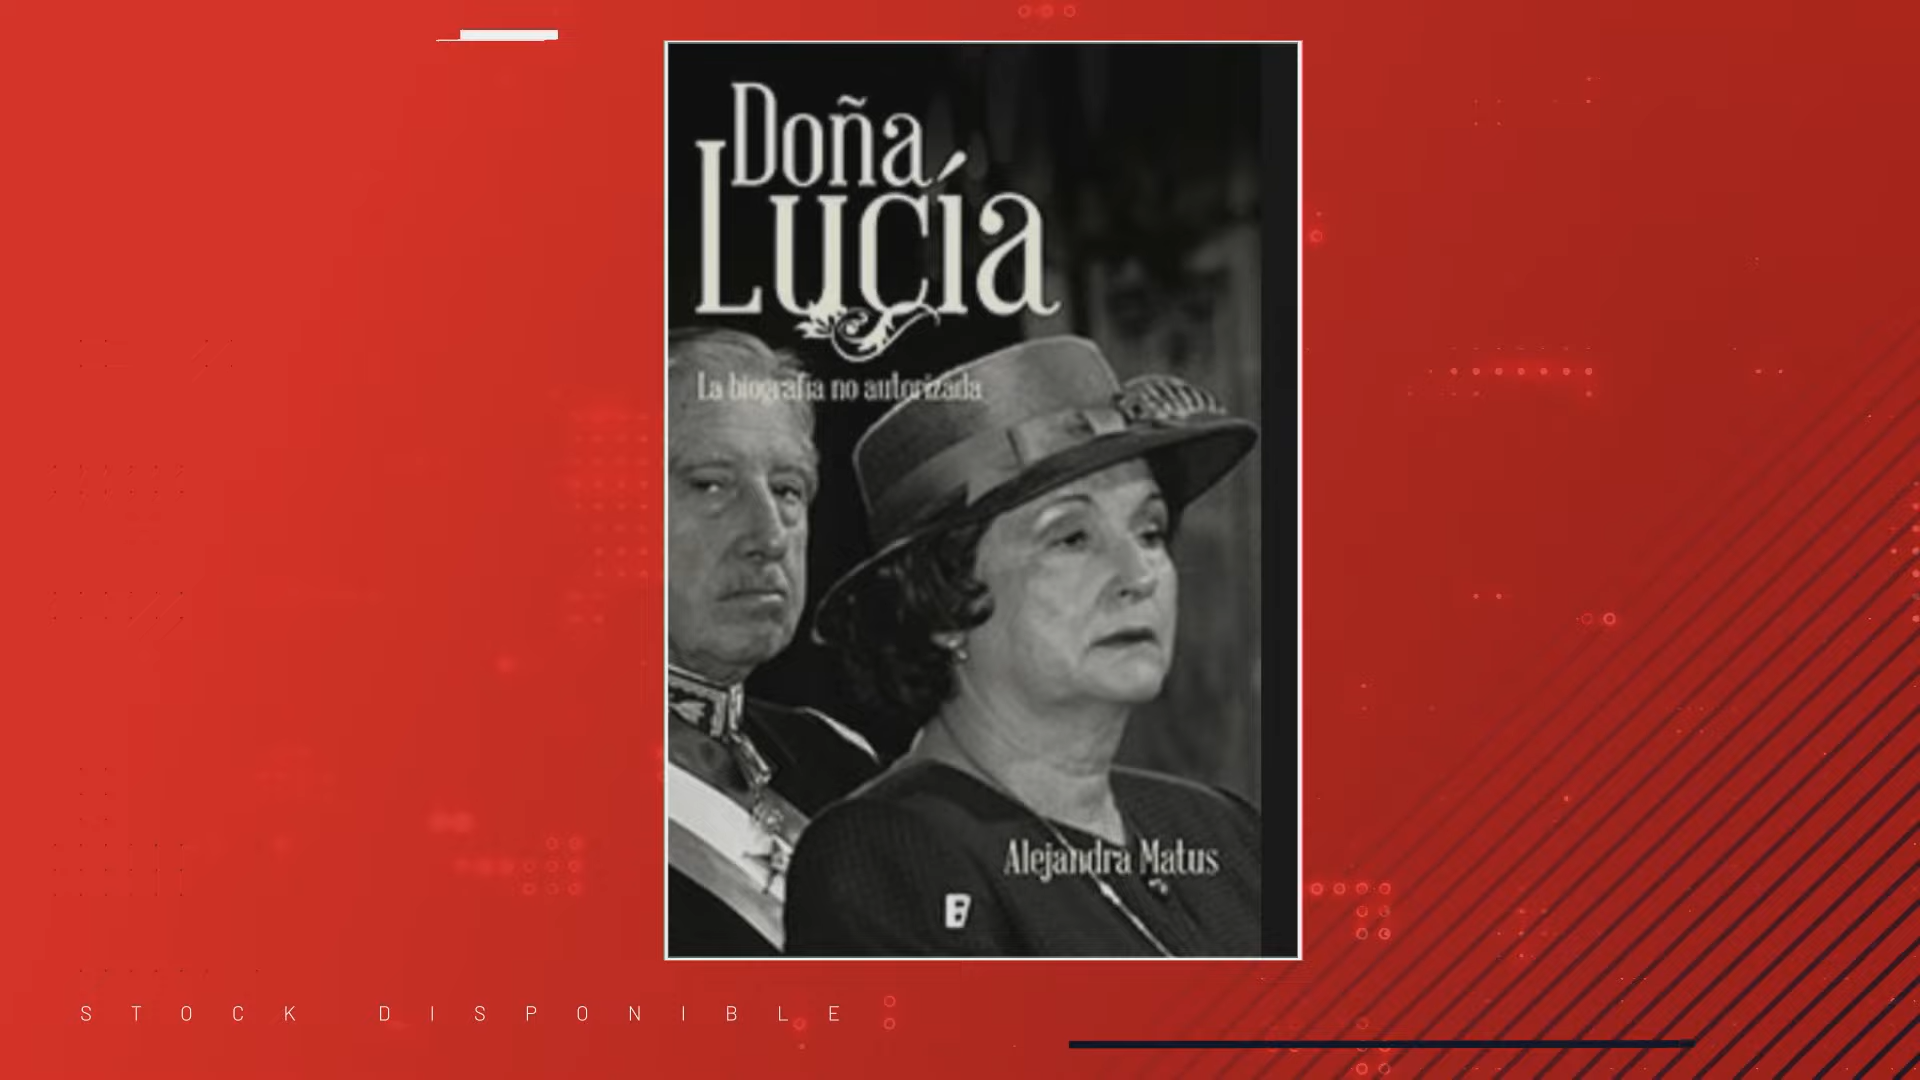 Doña
Lucía
La biografía no autorizada
Alejandra Matus
B
STOCK DISPONIBLE